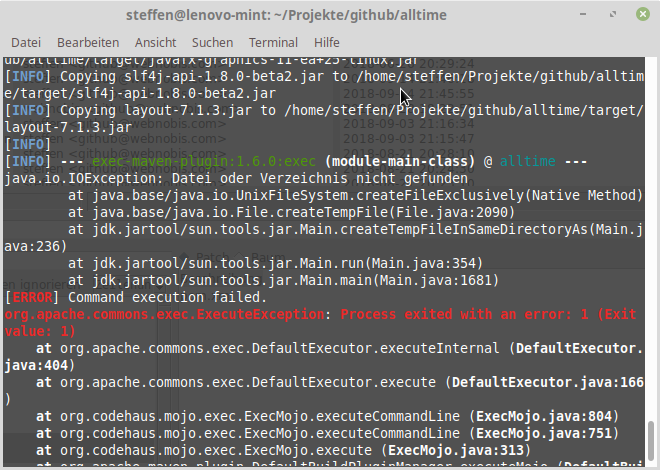 steffen@lenovo-mint: ~/Projekte/github/alltime
Datei Bearbeiten Ansicht Suchen Terminal Hilfe
ub/alltime/target/javafx-graphics-11-ea+25-linux.jar
[INFO] Copying slf4j-api-1.8.0-beta2.jar to /home/steffen/Projekte/github/alltim
e/target/slf4j-api-1.8.0-beta2.jar
[INFO] Copying layout-7.1.3.jar to /home/steffen/Projekte/github/alltime/target/
layout-7.1.3.jar
[INFO]
[INFO] --- exec-maven-plugin:1.6.0:exec (module-main-class) @ alltime ---
java.io.IOException: Datei oder Verzeichnis nicht gefunden
at java.base/java.io.UnixFileSystem.createFileExclusively(Native Method)
at java.base/java.io.File.createTempFile(File.java:2090)
at jdk.jartool/sun.tools.jar.Main.createTempFileInSameDirectoryAs(Main.j
ava:236)
at jdk.jartool/sun.tools.jar.Main.run(Main.java:354)
at jdk.jartool/sun.tools.jar.Main.main(Main.java:1681)
[ERROR] Command execution failed.
org.apache.commons.exec.ExecuteException: Process exited with an error: 1 (Exit
value: 1)
at org.apache.commons.exec.DefaultExecutor.executeInternal (DefaultExecutor.
java:404)
at org.apache.commons.exec.DefaultExecutor.execute (DefaultExecutor.java:166
)
at org.codehaus.mojo.exec.ExecMojo.executeCommandLine (ExecMojo.java:804)
at org.codehaus.mojo.exec.ExecMojo.executeCommandLine (ExecMojo.java:751)
at org.codehaus.mojo.exec.ExecMojo.execute (ExecMojo.java:313)
at org.apache.maven.plugin.DefaultBuildPluginManager.executeMojo (DefaultBui